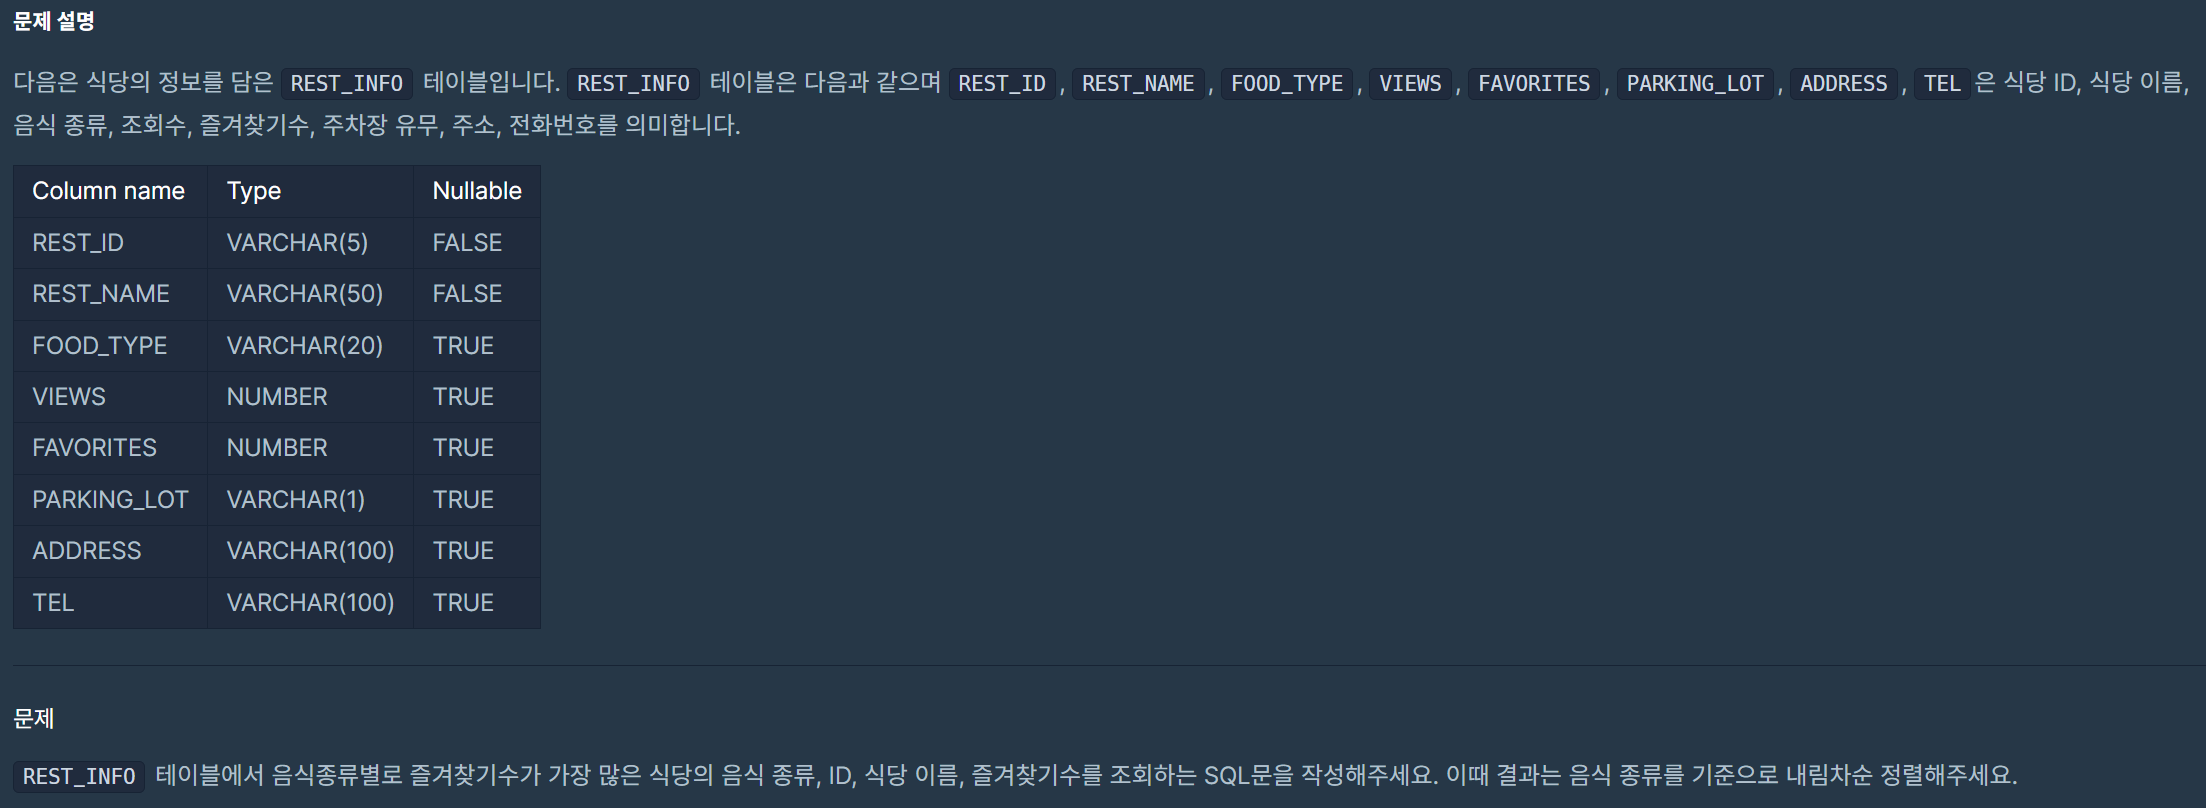 문제 설명
다음은 식당의 정보를 담은 REST_INFO 테이블입니다. REST_INFO 테이블은 다음과 같으며 REST_ID , REST_NAME , FOOD_TYPE , VIEWS , FAVORITES , PARKING_LOT , ADDRESS , TEL 은 식당 ID, 식당 이름,
음식 종류, 조회수, 즐겨찾기수, 주차장 유무, 주소, 전화번호를 의미합니다.
Column name Type Nullable
REST_ID VARCHAR(5) FALSE
REST_NAME VARCHAR(50) FALSE
FOOD_TYPE VARCHAR(20) TRUE
VIEWS NUMBER TRUE
FAVORITES NUMBER TRUE
PARKING_LOT VARCHAR(1) TRUE
ADDRESS VARCHAR(100) TRUE
TEL VARCHAR(100) TRUE
문제
REST_INFO 테이블에서 음식종류별로 즐겨찾기수가 가장 많은 식당의 음식 종류, ID, 식당 이름, 즐겨찾기수를 조회하는 SQL문을 작성해주세요. 이때 결과는 음식 종류를 기준으로 내림차순 정렬해주세요.